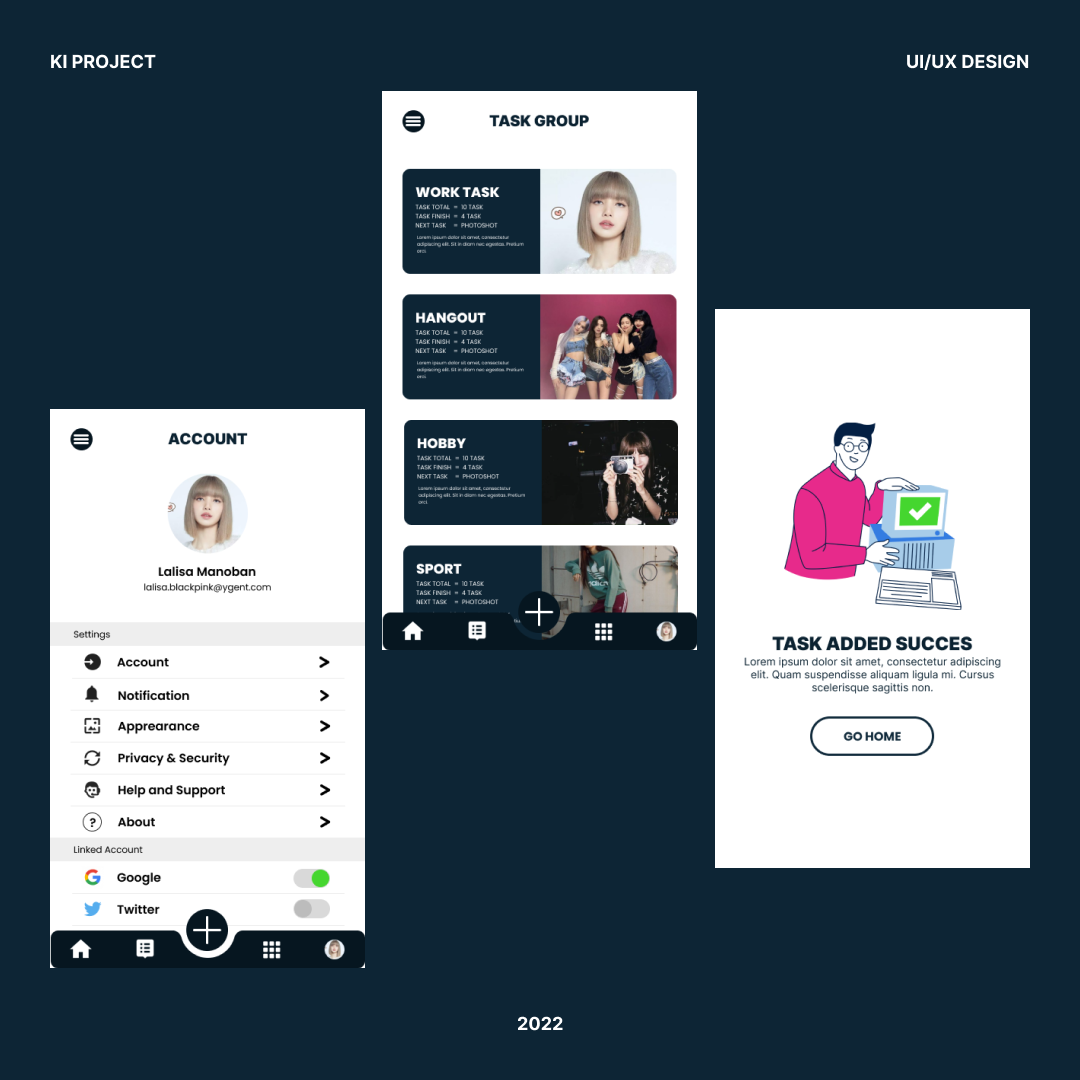 KI PROJECT
UI/UX DESIGN
TASK GROUP
WORK TASK
TASK TOTAL = 10 TASK
TASK FINISH = 4 TASK
NEXT TASK = PHOTOSHOT
Lorem ipsum dolor sit amet, consectetur
adipiscing elit. Sit in diam nec egestas. Pretium
orci.
HANGOUT
TASK TOTAL = 10 TASK
TASK FINISH = 4 TASK
NEXT TASK = PHOTOSHOT
Lorem ipsum dolor sit amet, consectetur
adipiscing elit. Sit in diam nec egestas. Pretium
orci.
HOBBY
TASK TOTAL = 10 TASK
TASK FINISH = 4 TASK
NEXT TASK = PHOTOSHOT
Lorem ipsum dolor sit amet, consectetur
adipiscing elit. Sit in diam nec egestas. Pretium
orci.
SPORT
TASK TOTAL = 10 TASK
TASK FINISH = 4 TASK
NEXT TASK = PHOTOSHOT
ACCOUNT
Lalisa Manoban
lalisa.blackpink@ygent.com
Settings
Account
Notification
Apprearance
Privacy & Security
Help and Support
? About
Linked Account
Google
Twitter
TASK ADDED SUCCES
Lorem ipsum dolor sit amet, consectetur adipiscing
elit. Quam suspendisse aliquam ligula mi. Cursus
scelerisque sagittis non.
GO HOME
2022